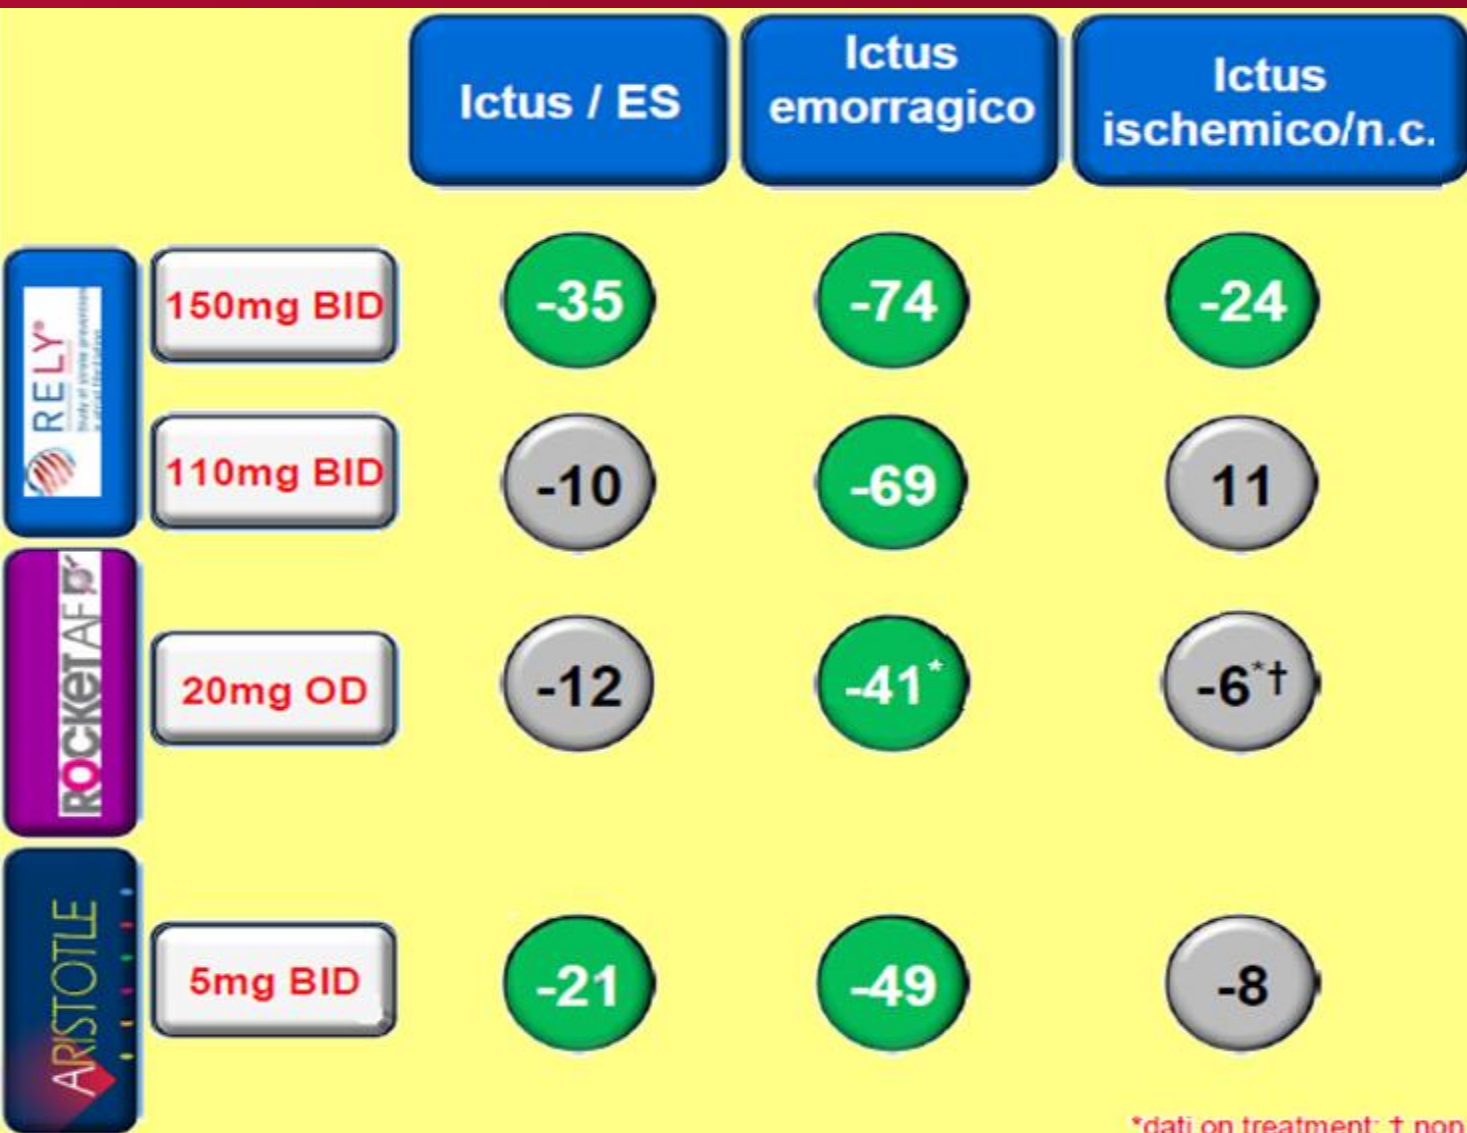 Ictus / ES
Ictus
emorragico
Ictus
ischemico/n.c.
RELY®
150mg BID
-35
-74
-24
110mg BID
-10
-69
11
ROCKET AF
20mg OD
-12
-41*
-6*†
ARISTOTLE
5mg BID
-21
-49
-8
*dati on treatment; † non